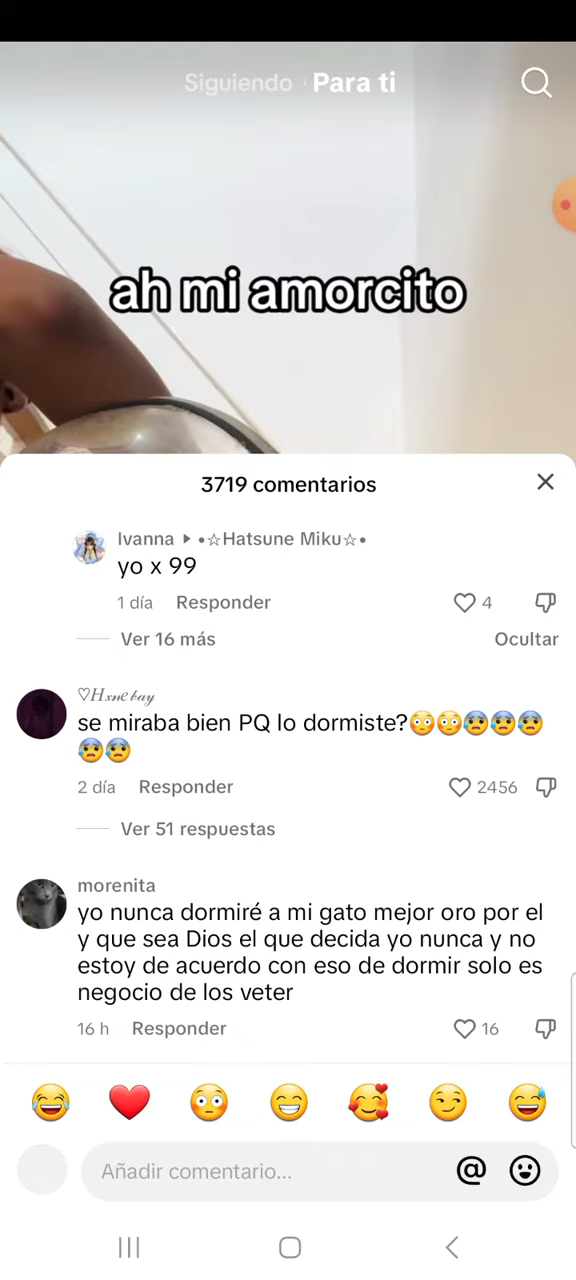 Siguiendo Para ti
ah mi amorcito
3719 comentarios
Ivanna ▸ •☆Hatsune Miku☆•
yo x 99
1 día Responder 4
Ver 16 más Ocultar
♡𝐻𝓍𝓃𝑒 𝒷𝒶𝓎
se miraba bien PQ lo dormiste?😳😳😰😰😰
😰😰
2 día Responder 2456
Ver 51 respuestas
morenita
yo nunca dormiré a mi gato mejor oro por el
y que sea Dios el que decida yo nunca y no
estoy de acuerdo con eso de dormir solo es
negocio de los veter
16 h Responder 16
Añadir comentario... @